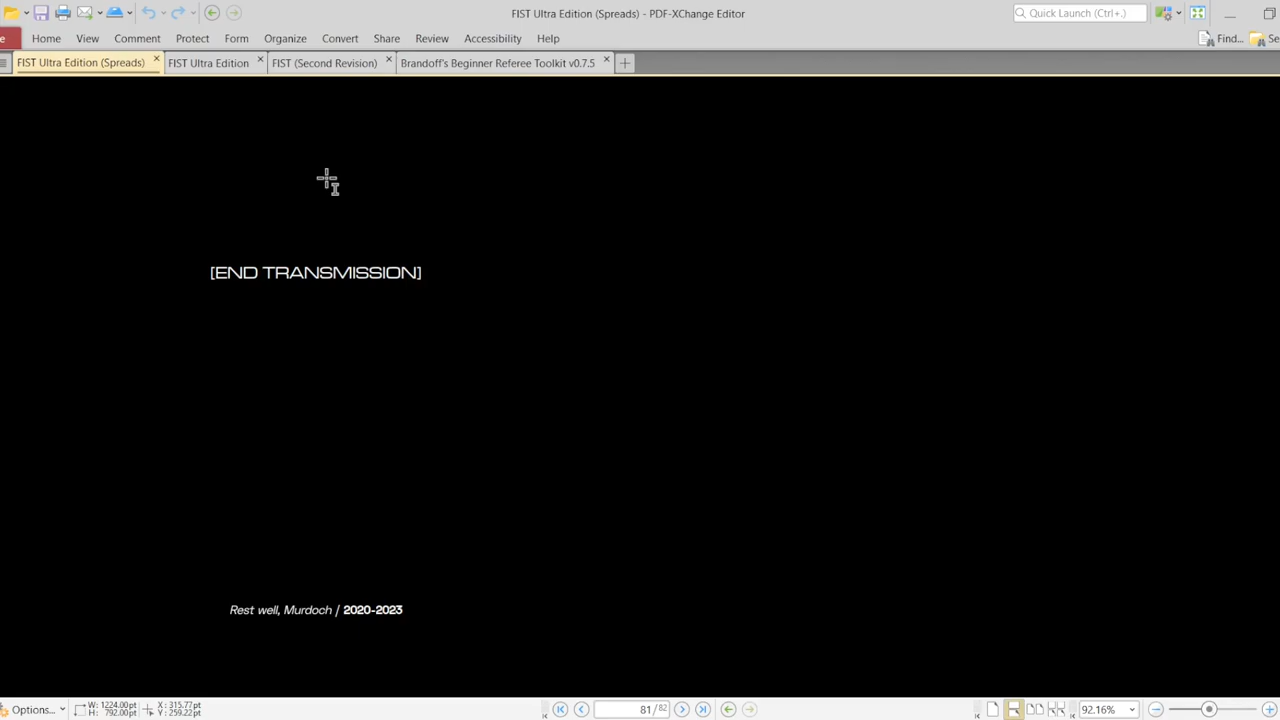 FIST Ultra Edition (Spreads) - PDF-XChange Editor
Quick Launch (Ctrl+.)
Home View Comment Protect Form Organize Convert Share Review Connectivity Accessibility Help
Find...
FIST Ultra Edition (Spreads) FIST Ultra Edition FIST (Second Revision) Brandoff's Beginner Referee Toolkit v0.7.5
[END TRANSMISSION]
Rest well, Murdoch / 2020-2023
Options...
W: 1224.00pt
H: 792.00pt
X: 315.77pt
Y: 259.22pt
81/82
92.16%